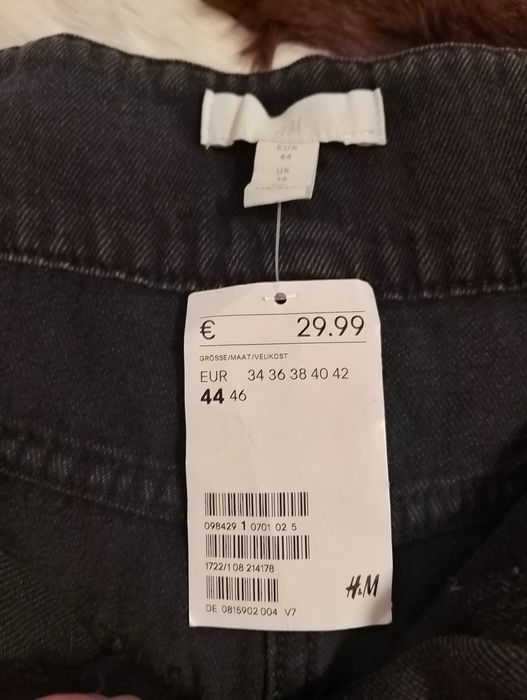 H&M
EUR
44
UK
16
€ 29.99
GRÖSSE/MAAT/VELIKOST
EUR 34 36 38 40 42
44 46
098429 1 0701 02 5
1722/1 08 214178
H&M
DE 0815902 004 V7